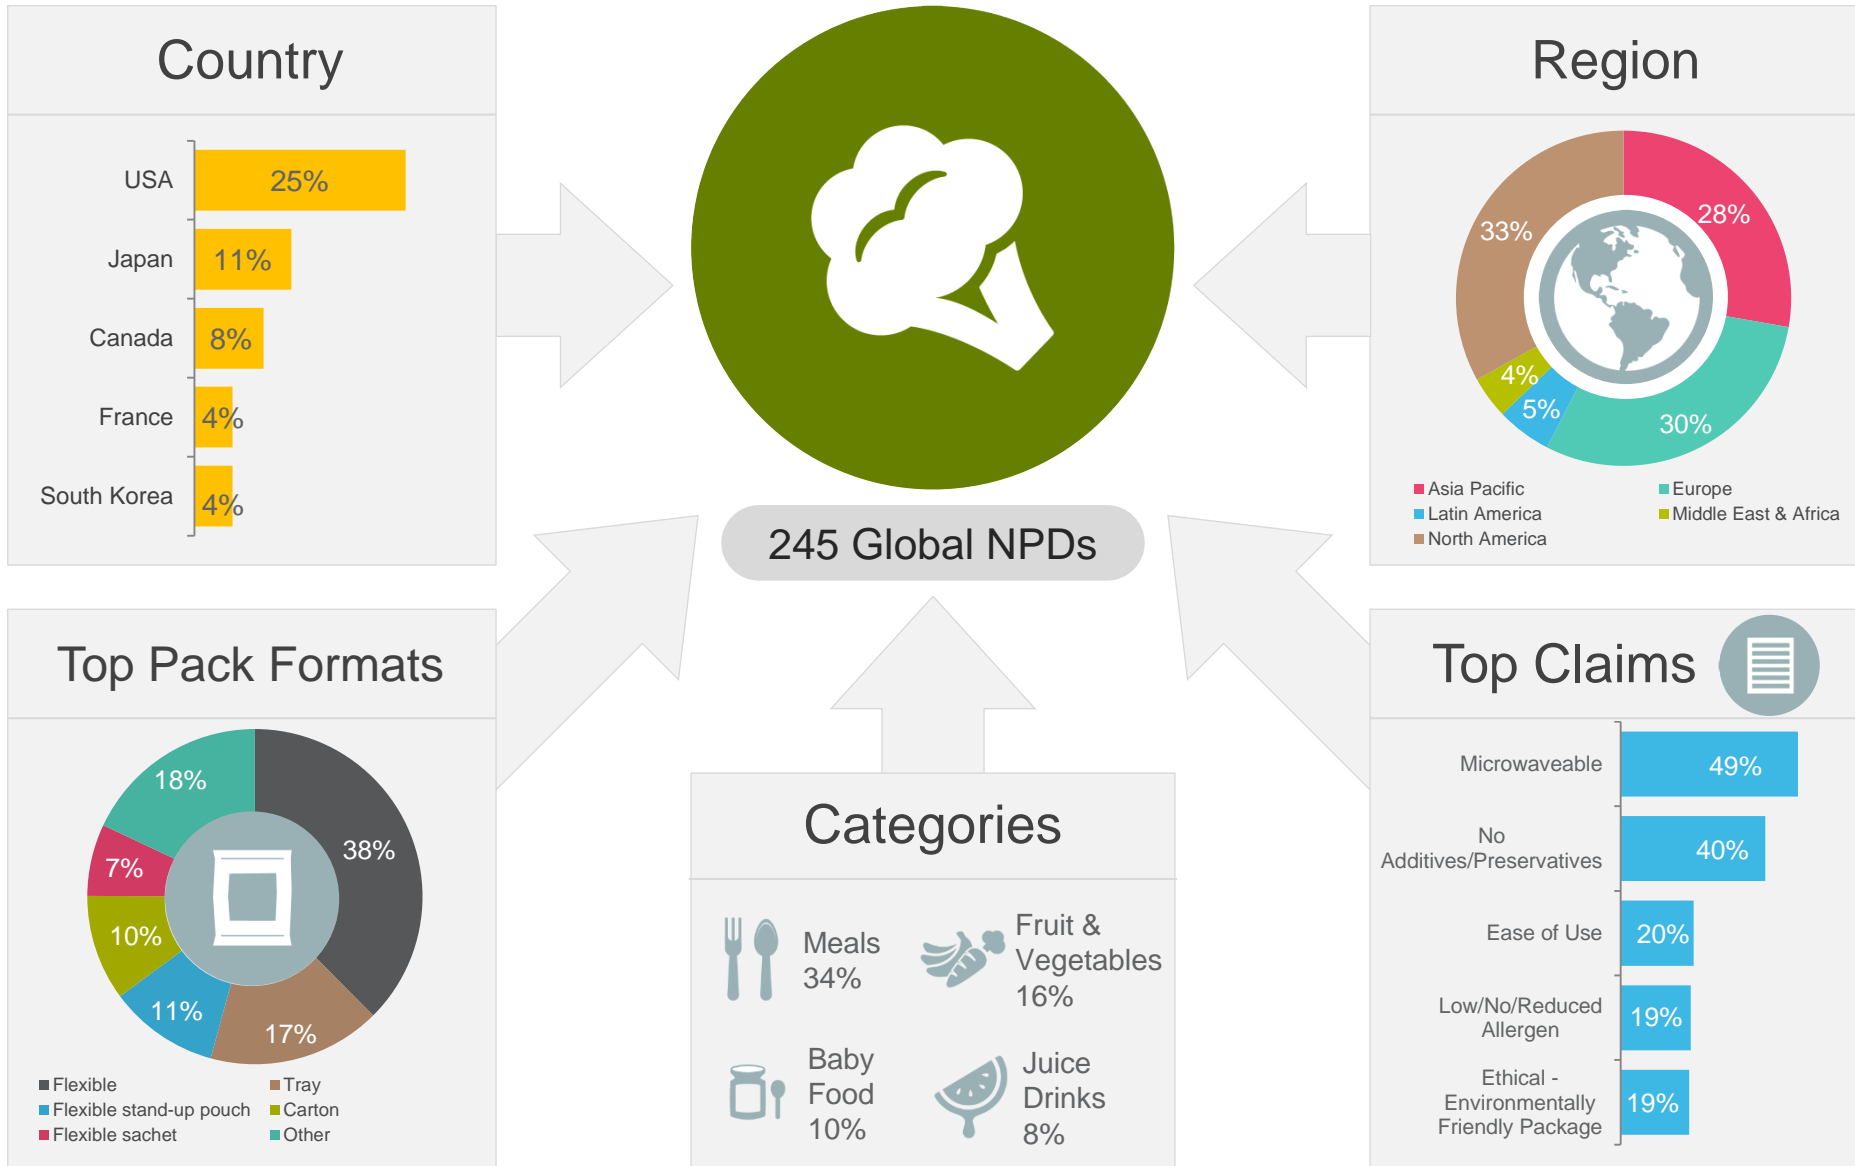 Country
USA
25%
Japan
11%
Canada
8%
France
4%
South Korea
4%
245 Global NPDs
Region
28%
30%
5%
4%
33%
Asia Pacific
Europe
Latin America
Middle East & Africa
North America
Top Pack Formats
38%
17%
11%
10%
7%
18%
Flexible
Tray
Flexible stand-up pouch
Carton
Flexible sachet
Other
Categories
Meals
34%
Fruit &
Vegetables
16%
Baby
Food
10%
Juice
Drinks
8%
Top Claims
Microwaveable
49%
No
Additives/Preservatives
40%
Ease of Use
20%
Low/No/Reduced
Allergen
19%
Ethical -
Environmentally
Friendly Package
19%